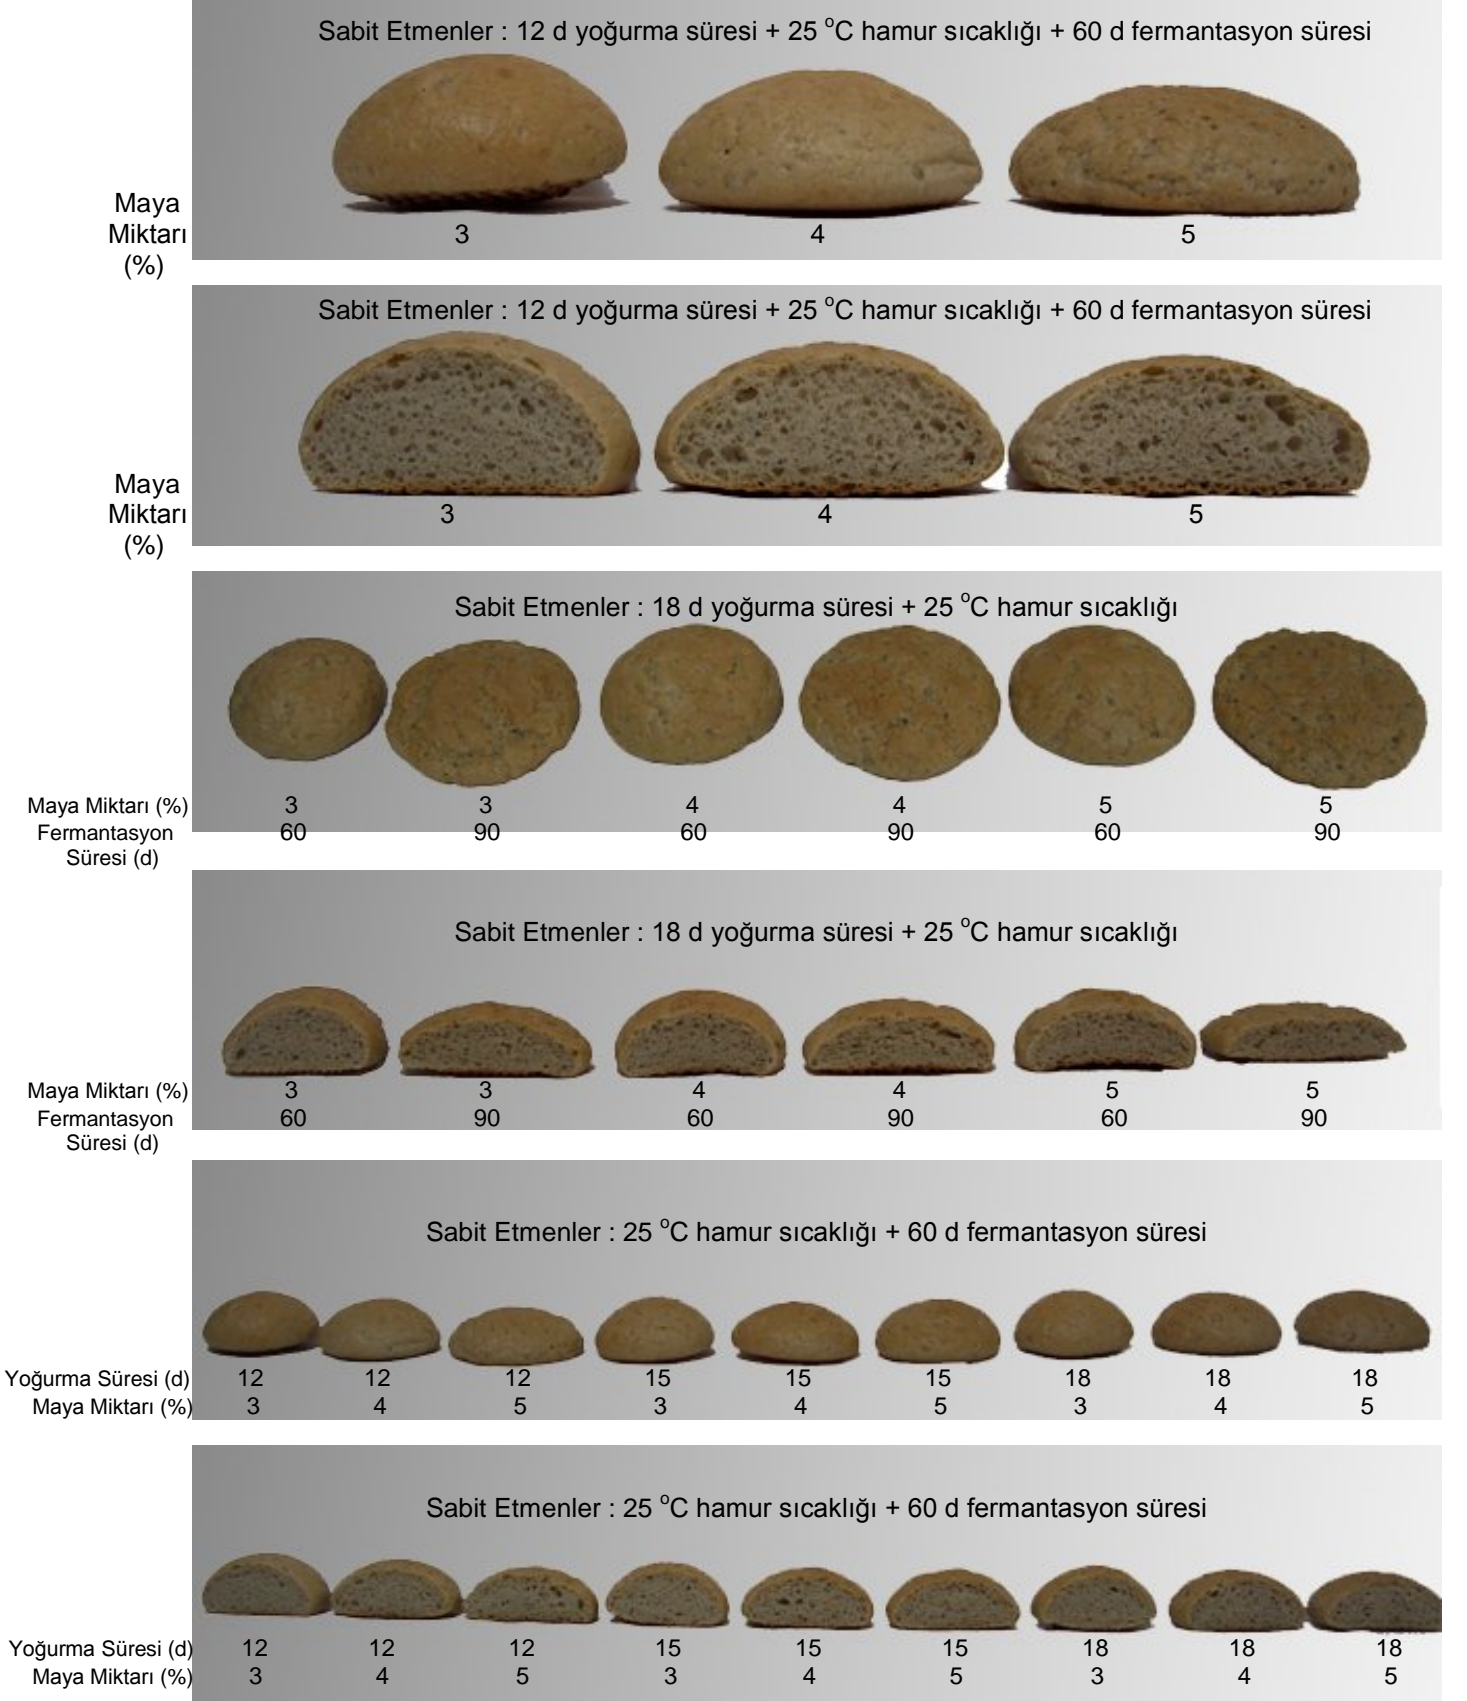 Sabit Etmenler : 12 d yoğurma süresi + 25 °C hamur sıcaklığı + 60 d fermantasyon süresi
Maya
Miktarı
(%)
3 4 5
Sabit Etmenler : 12 d yoğurma süresi + 25 °C hamur sıcaklığı + 60 d fermantasyon süresi
Maya
Miktarı
(%)
3 4 5
Sabit Etmenler : 18 d yoğurma süresi + 25 °C hamur sıcaklığı
Maya Miktarı (%) 3 3 4 4 5 5
Fermantasyon 60 90 60 90 60 90
Süresi (d)
Sabit Etmenler : 18 d yoğurma süresi + 25 °C hamur sıcaklığı
Maya Miktarı (%) 3 3 4 4 5 5
Fermantasyon 60 90 60 90 60 90
Süresi (d)
Sabit Etmenler : 25 °C hamur sıcaklığı + 60 d fermantasyon süresi
Yoğurma Süresi (d) 12 12 12 15 15 15 18 18 18
Maya Miktarı (%) 3 4 5 3 4 5 3 4 5
Sabit Etmenler : 25 °C hamur sıcaklığı + 60 d fermantasyon süresi
Yoğurma Süresi (d) 12 12 12 15 15 15 18 18 18
Maya Miktarı (%) 3 4 5 3 4 5 3 4 5